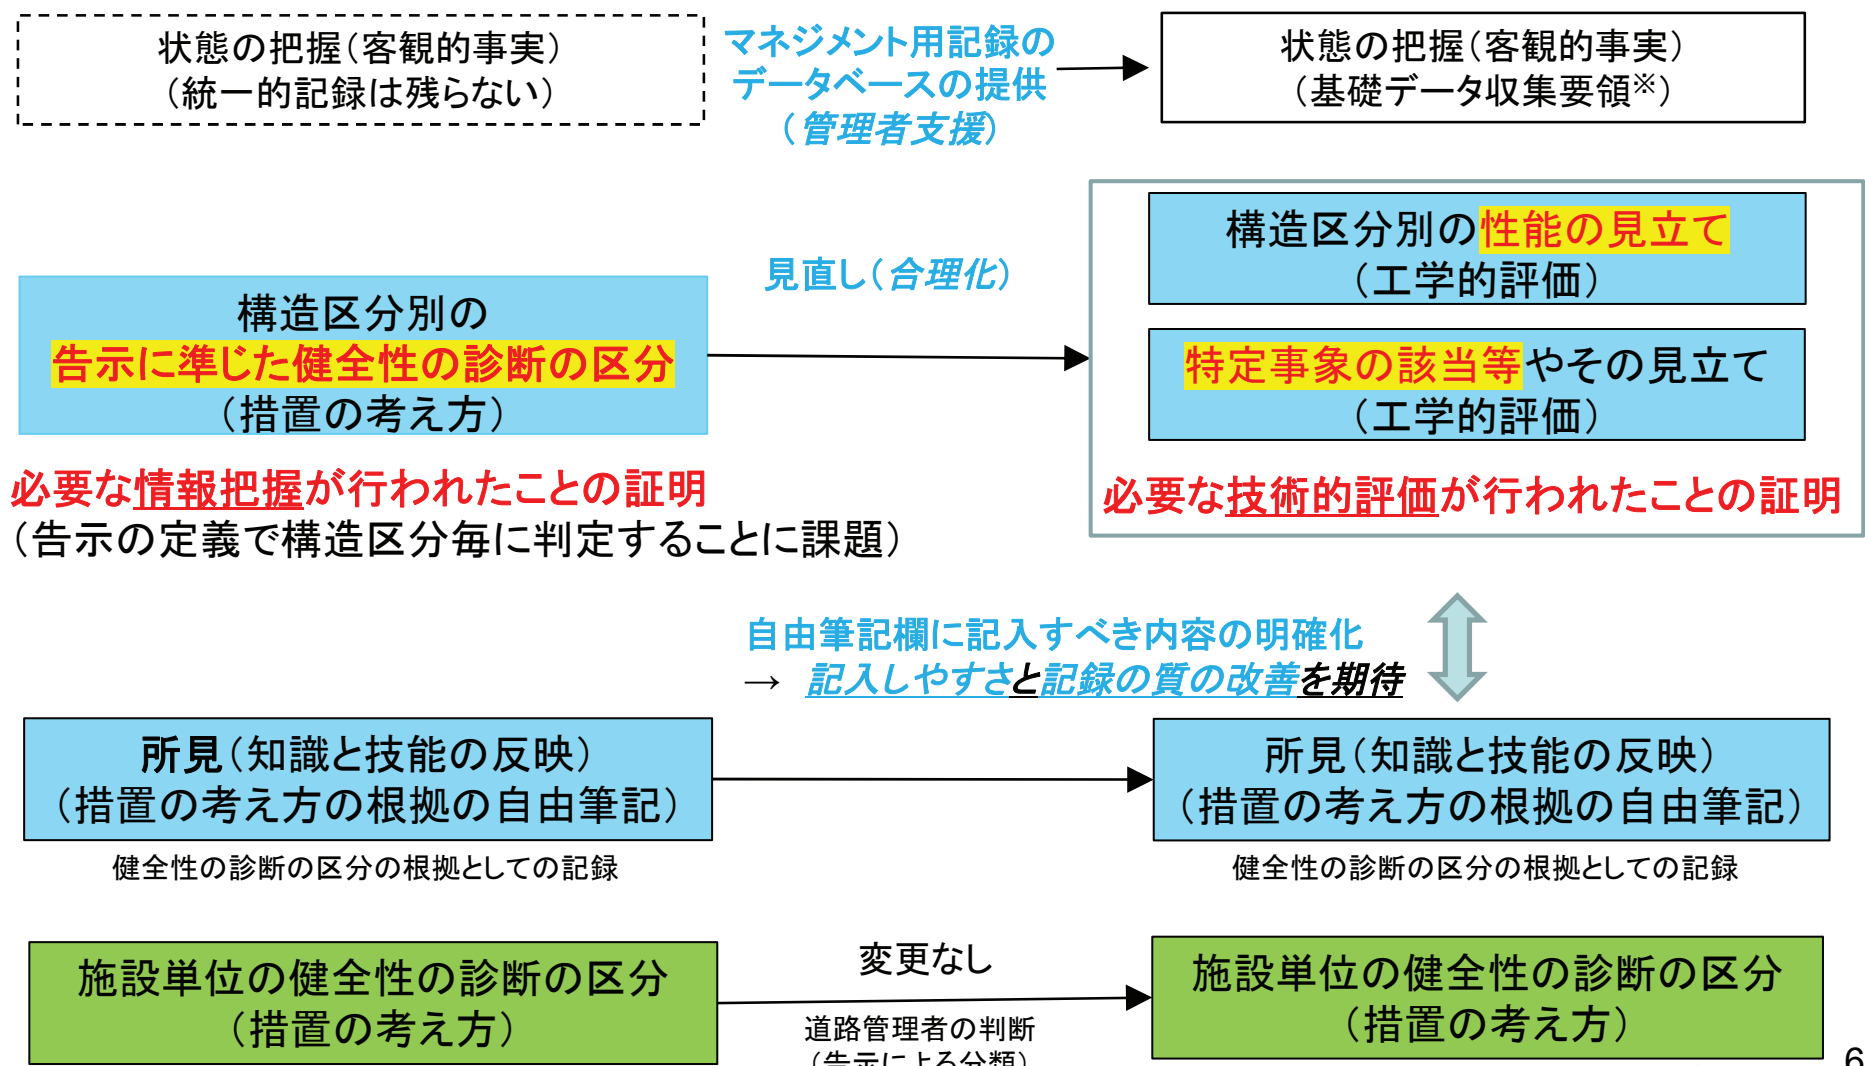 状態の把握(客観的事実)
(統一的記録は残らない)
マネジメント用記録の
データベースの提供
(管理者支援)
状態の把握(客観的事実)
(基礎データ収集要領※)
構造区分別の
告示に準じた健全性の診断の区分
(措置の考え方)
見直し(合理化)
構造区分別の性能の見立て
(工学的評価)
特定事象の該当等やその見立て
(工学的評価)
必要な情報把握が行われたことの証明
(告示の定義で構造区分毎に判定することに課題)
必要な技術的評価が行われたことの証明
自由筆記欄に記入すべき内容の明確化
→ 記入しやすさと記録の質の改善を期待
所見(知識と技能の反映)
(措置の考え方の根拠の自由筆記)
健全性の診断の区分の根拠としての記録
所見(知識と技能の反映)
(措置の考え方の根拠の自由筆記)
健全性の診断の区分の根拠としての記録
施設単位の健全性の診断の区分
(措置の考え方)
変更なし
道路管理者の判断
(告示による分類)
施設単位の健全性の診断の区分
(措置の考え方)
6